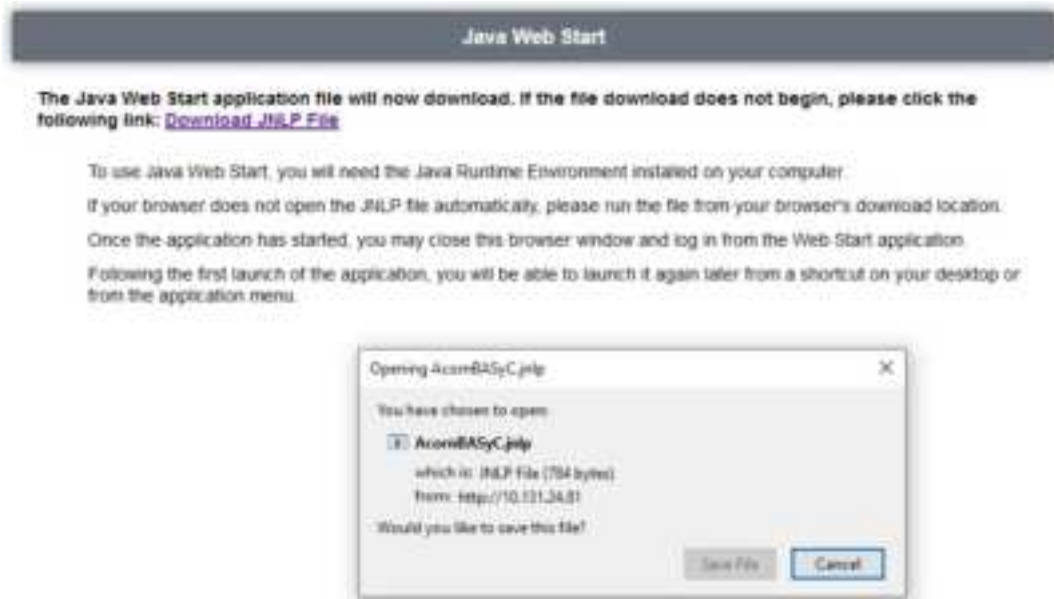 Java Web Start
The Java Web Start application file will now download. If the file download does not begin, please click the
following link: Download JNLP File
To use Java Web Start, you will need the Java Runtime Environment installed on your computer.
If your browser does not open the JNLP file automatically, please run the file from your browser's download location.
Once the application has started, you may close this browser window and log in from the Web Start application.
Following the first launch of the application, you will be able to launch it again later from a shortcut on your desktop or
from the application menu.
Opening AcornBASyC.jnlp
You have chosen to open:
AcornBASyC.jnlp
which is: JNLP File (784 bytes)
from: http://10.131.24.81
Would you like to save this file?
Save File Cancel